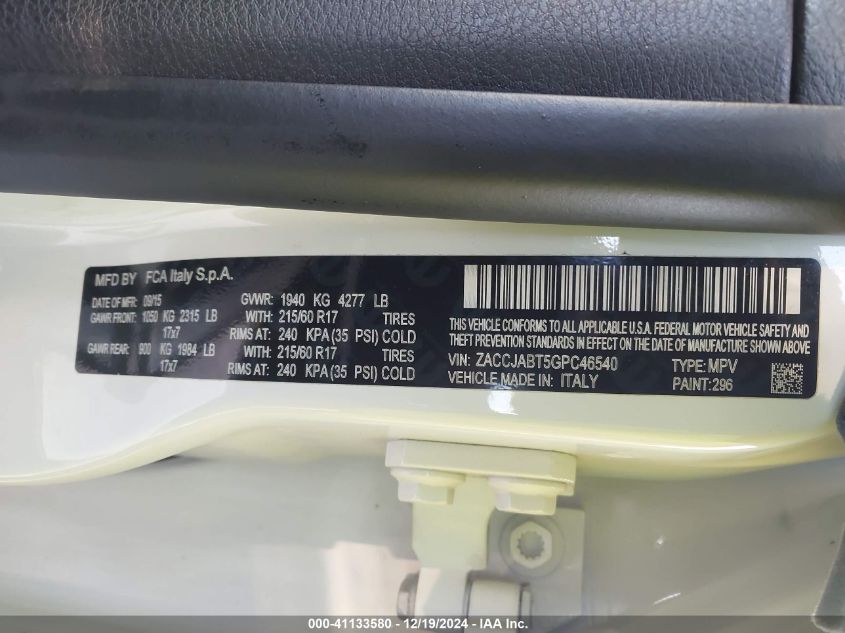 MFD BY FCA Italy S.p.A.
DATE OF MFR: 09/15 GVWR: 1940 KG 4277 LB
GAWR FRONT: 1050 KG 2315 LB WITH: 215/60 R17 TIRES
17x7 RIMS AT: 240 KPA (35 PSI) COLD
GAWR REAR: 900 KG 1984 LB WITH: 215/60 R17 TIRES
17x7 RIMS AT: 240 KPA (35 PSI) COLD
THIS VEHICLE CONFORMS TO ALL APPLICABLE U.S.A. FEDERAL MOTOR VEHICLE SAFETY AND
THEFT PREVENTION STANDARDS IN EFFECT ON THE DATE OF MANUFACTURE SHOWN ABOVE.
VIN: ZACCJABT5GPC46540 TYPE: MPV
VEHICLE MADE IN: ITALY PAINT: 296
000-41133580 - 12/19/2024 - IAA Inc.